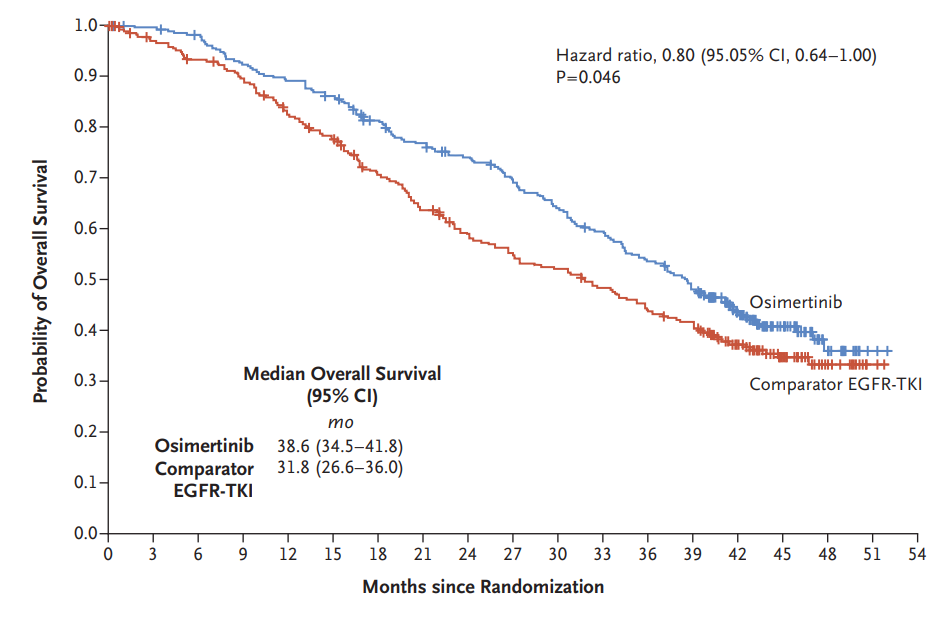 Hazard ratio, 0.80 (95.05% CI, 0.64–1.00)
P=0.046
Probability of Overall Survival
1.0
0.9
0.8
0.7
0.6
0.5
0.4
0.3
0.2
0.1
0.0
Osimertinib
Comparator EGFR-TKI
Median Overall Survival
(95% CI)
mo
Osimertinib 38.6 (34.5–41.8)
Comparator 31.8 (26.6–36.0)
EGFR-TKI
0 3 6 9 12 15 18 21 24 27 30 33 36 39 42 45 48 51 54
Months since Randomization